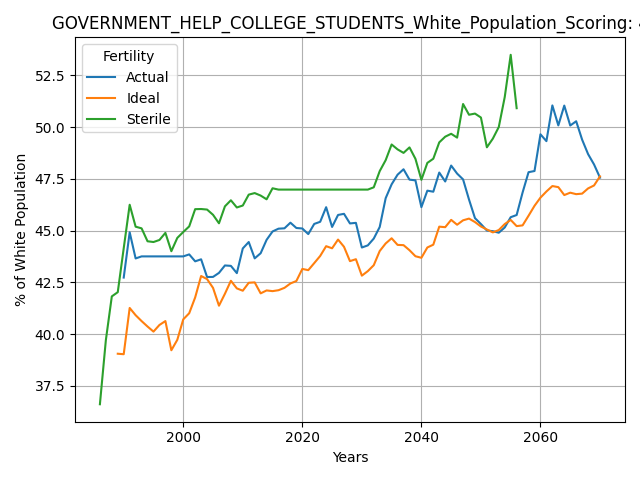 GOVERNMENT_HELP_COLLEGE_STUDENTS_White_Population_Scoring:
Fertility
Actual
Ideal
Sterile
% of White Population
52.5
50.0
47.5
45.0
42.5
40.0
37.5
2000
2020
2040
2060
Years